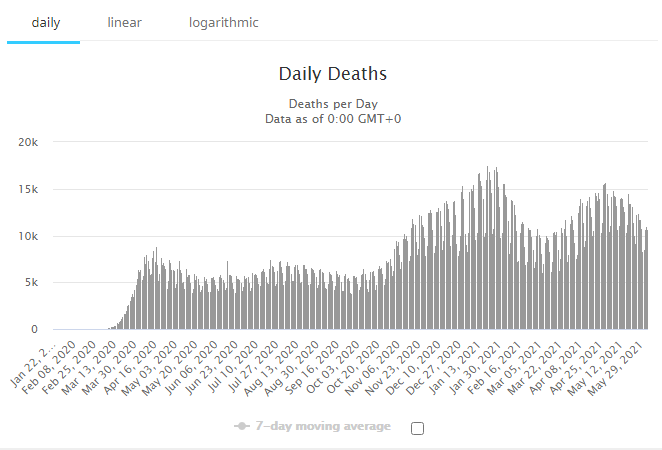 daily linear logarithmic
Daily Deaths
Deaths per Day
Data as of 0:00 GMT+0
20k
15k
10k
5k
0
Jan 22, 2...
Feb 08, 2020
Feb 25, 2020
Mar 13, 2020
Mar 30, 2020
Apr 16, 2020
May 03, 2020
May 20, 2020
Jun 06, 2020
Jun 23, 2020
Jul 10, 2020
Jul 27, 2020
Aug 13, 2020
Aug 30, 2020
Sep 16, 2020
Oct 03, 2020
Oct 20, 2020
Nov 06, 2020
Nov 23, 2020
Dec 10, 2020
Dec 27, 2020
Jan 13, 2021
Jan 30, 2021
Feb 16, 2021
Mar 05, 2021
Mar 22, 2021
Apr 08, 2021
Apr 25, 2021
May 12, 2021
May 29, 2021
7-day moving average